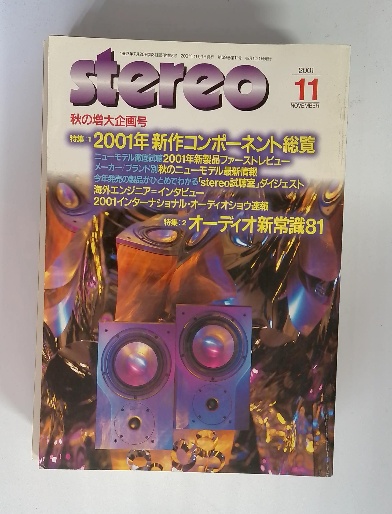 stereo
2001
11
NOVEMBER
秋の増大企画号
特集:1 2001年 新作コンポーネント総覧
ニューモデル徹底試聴 2001年新製品ファーストレビュー
メーカー/ブランド別 秋のニューモデル最新情報
今年発売の製品がひとめでわかる「stereo試聴室」ダイジェスト
海外エンジニアーインタビュー
2001インターナショナル・オーディオショウ速報
特集:2 オーディオ新常識81